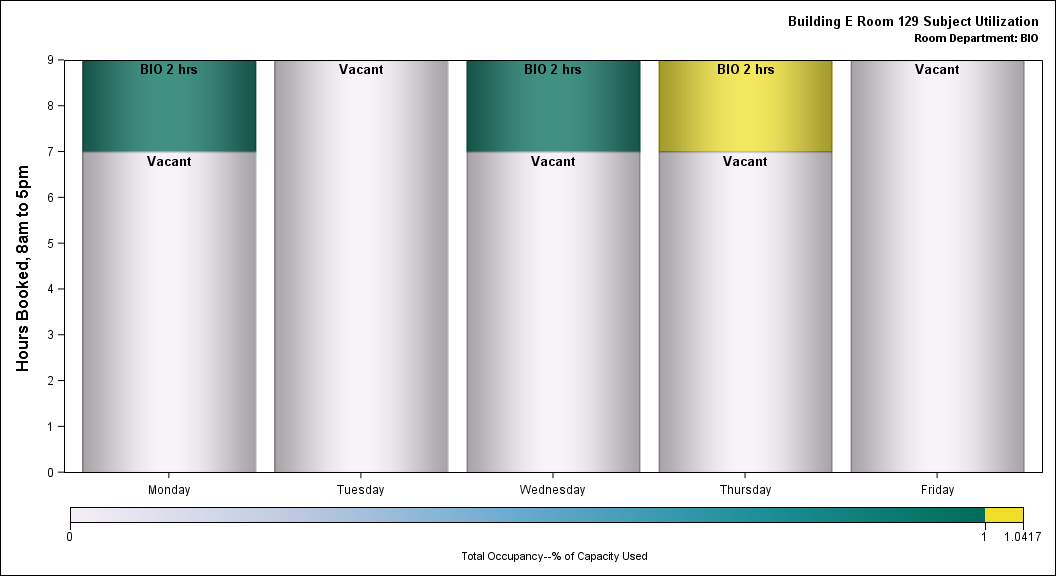 Building E Room 129 Subject Utilization
Room Department: BIO
Hours Booked, 8am to 5pm
9
8
7
6
5
4
3
2
1
0
BIO 2 hrs
Vacant
Vacant
BIO 2 hrs
Vacant
BIO 2 hrs
Vacant
Vacant
Monday
Tuesday
Wednesday
Thursday
Friday
0
1
1.0417
Total Occupancy--% of Capacity Used